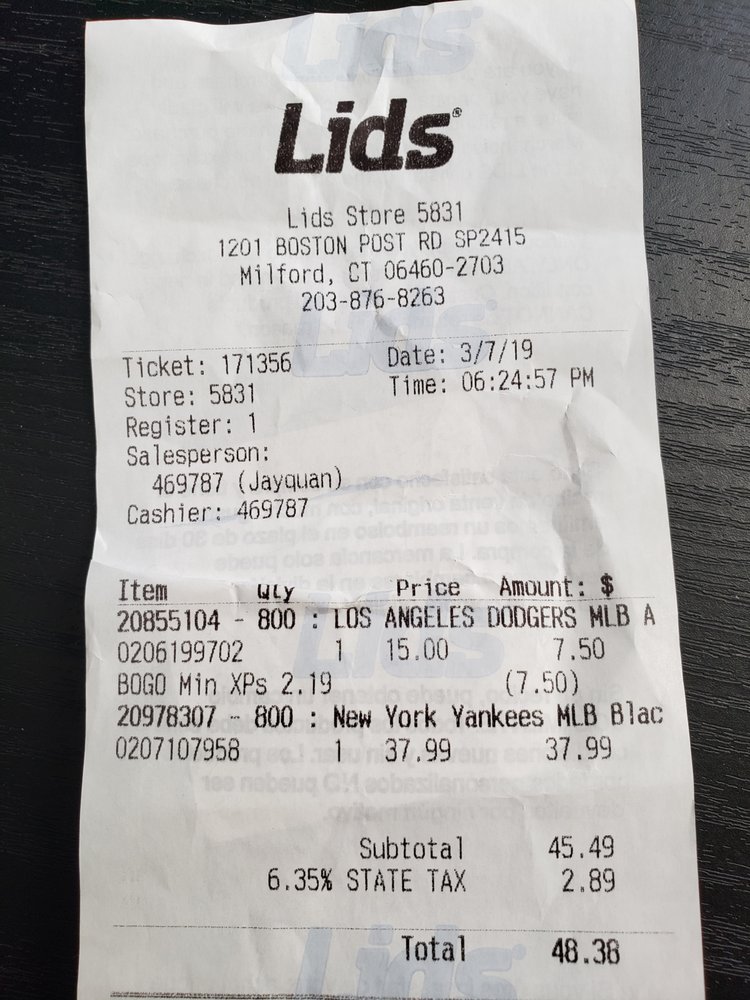 Lids®
Lids Store 5831
1201 BOSTON POST RD SP2415
Milford, CT 06460-2703
203-876-8263
Ticket: 171356 Date: 3/7/19
Store: 5831 Time: 06:24:57 PM
Register: 1
Salesperson:
469787 (Jayquan)
Cashier: 469787
Item Qty Price Amount: $
20855104 - 800 : LOS ANGELES DODGERS MLB A
0206199702 1 15.00 7.50
BOGO Min XPs 2.19 (7.50)
20978307 - 800 : New York Yankees MLB Blac
0207107958 1 37.99 37.99
Subtotal 45.49
6.35% STATE TAX 2.89
Total 48.38